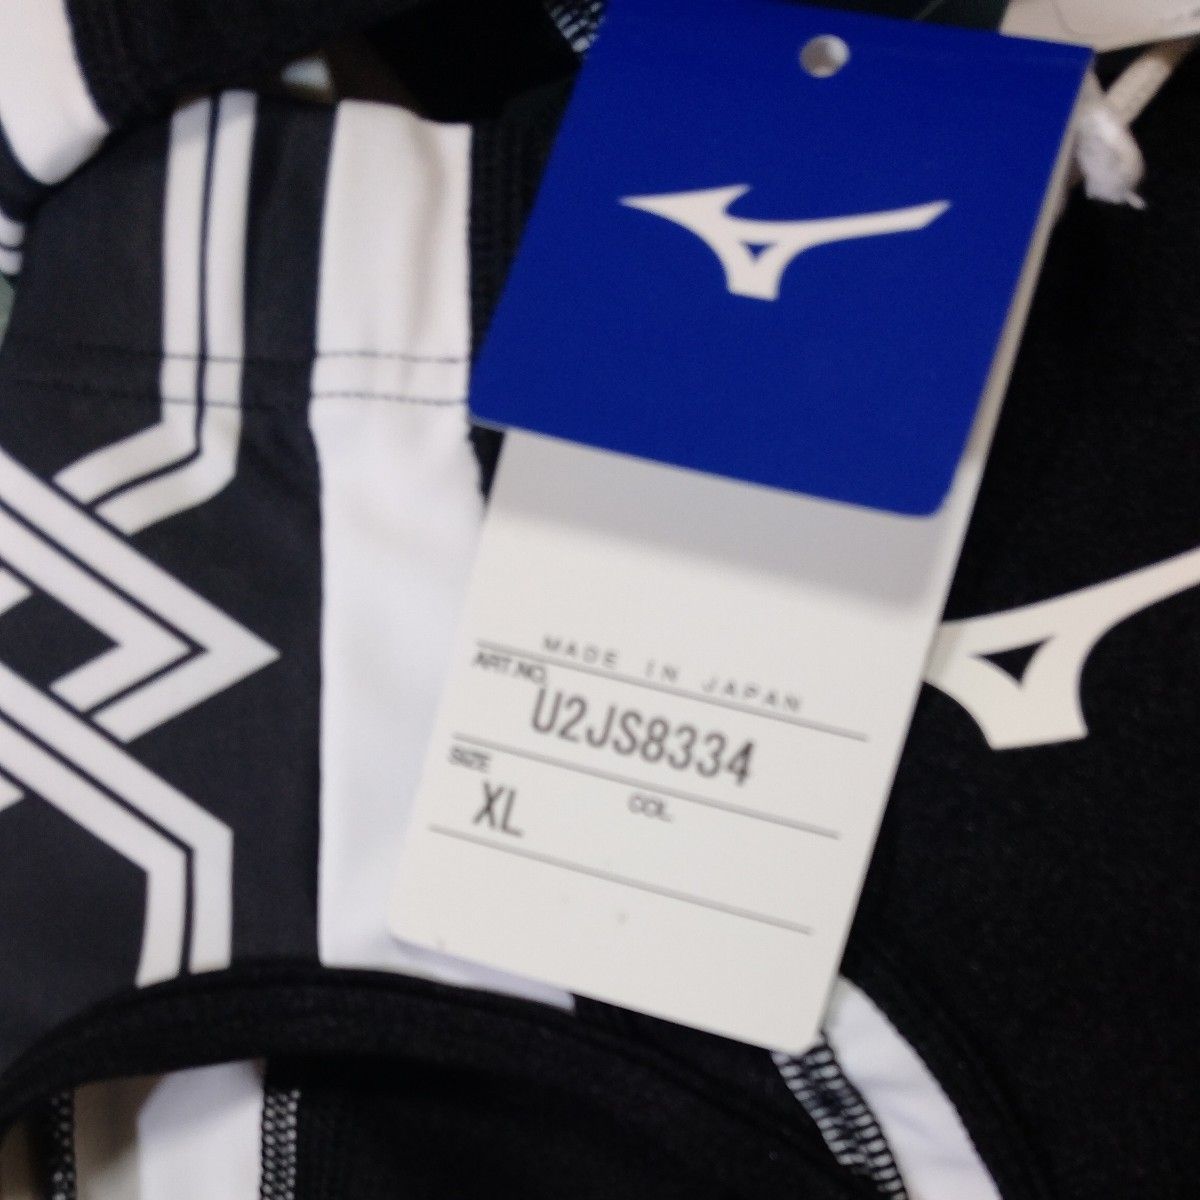 MADE IN JAPAN
ART.NO.
U2JS8334
SIZE
XL
COL.